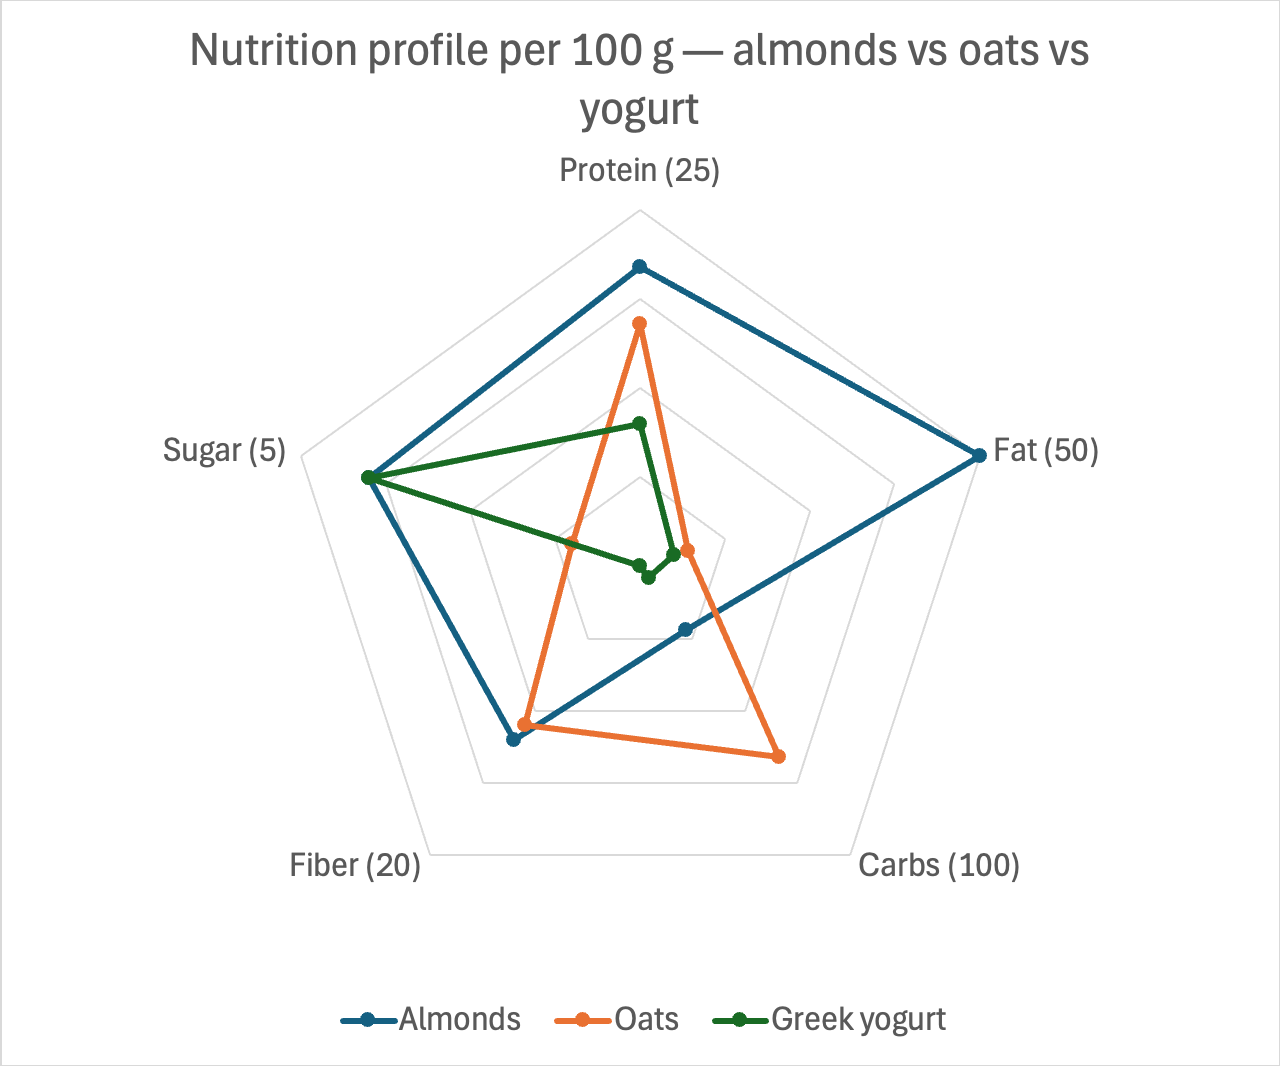 Nutrition profile per 100 g — almonds vs oats vs
yogurt
Protein (25)
Sugar (5)
Fat (50)
Fiber (20)
Carbs (100)
Almonds
Oats
Greek yogurt